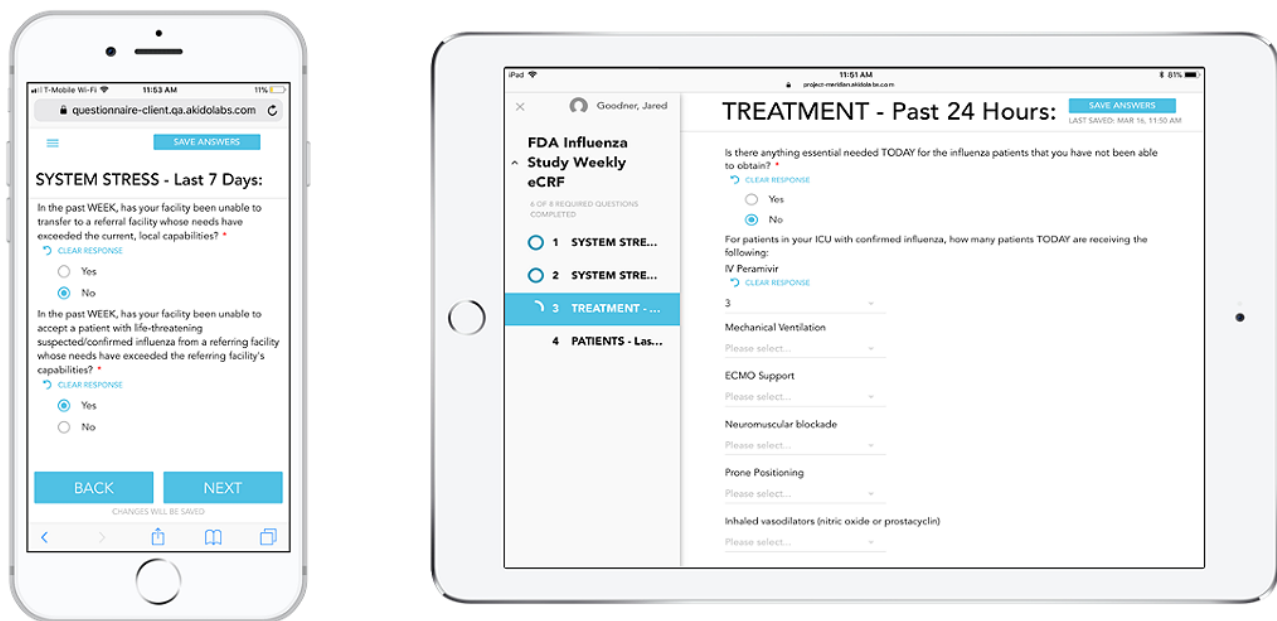 T-Mobile Wi-Fi 11:53 AM 11%
questionnaire-client.qa.akidolabs.com
SAVE ANSWERS
SYSTEM STRESS - Last 7 Days:
In the past WEEK, has your facility been unable to
transfer to a referral facility whose needs have
exceeded the current, local capabilities? *
CLEAR RESPONSE
Yes
No
In the past WEEK, has your facility been unable to
accept a patient with life-threatening
suspected/confirmed influenza from a referring facility
whose needs have exceeded the referring facility's
capabilities? *
CLEAR RESPONSE
Yes
No
BACK NEXT
CHANGES WILL BE SAVED
iPad 11:51 AM 81%
project-meridan.akidolabs.com
Goodner, Jared
FDA Influenza
Study Weekly
eCRF
6 OF 8 REQUIRED QUESTIONS
COMPLETED
1 SYSTEM STRE...
2 SYSTEM STRE...
3 TREATMENT - ...
4 PATIENTS - Las...
TREATMENT - Past 24 Hours:
SAVE ANSWERS
LAST SAVED: MAR 16, 11:50 AM
Is there anything essential needed TODAY for the influenza patients that you have not been able
to obtain? *
CLEAR RESPONSE
Yes
No
For patients in your ICU with confirmed influenza, how many patients TODAY are receiving the
following:
IV Peramivir
CLEAR RESPONSE
3
Mechanical Ventilation
Please select...
ECMO Support
Please select...
Neuromuscular blockade
Please select...
Prone Positioning
Please select...
Inhaled vasodilators (nitric oxide or prostacyclin)
Please select...